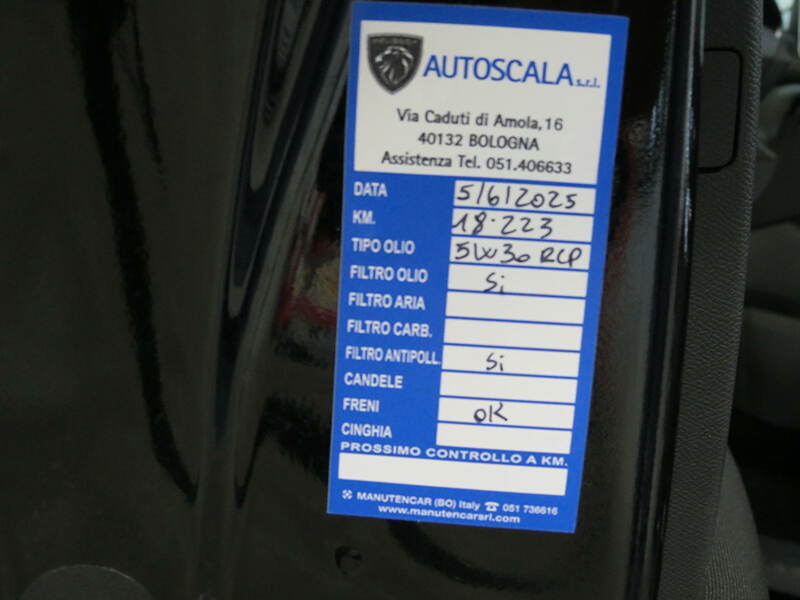 PEUGEOT
AUTOSCALA s.r.l.
Via Caduti di Amola, 16
40132 BOLOGNA
Assistenza Tel. 051.406633
DATA 5/6/2025
KM. 18.223
TIPO OLIO 5W30 RCP
FILTRO OLIO Si
FILTRO ARIA
FILTRO CARB.
FILTRO ANTIPOLL. Si
CANDELE
FRENI OK
CINGHIA
PROSSIMO CONTROLLO A KM.
MANUTENCAR (BO) Italy ☎ 051 736616
www.manutencarsrl.com